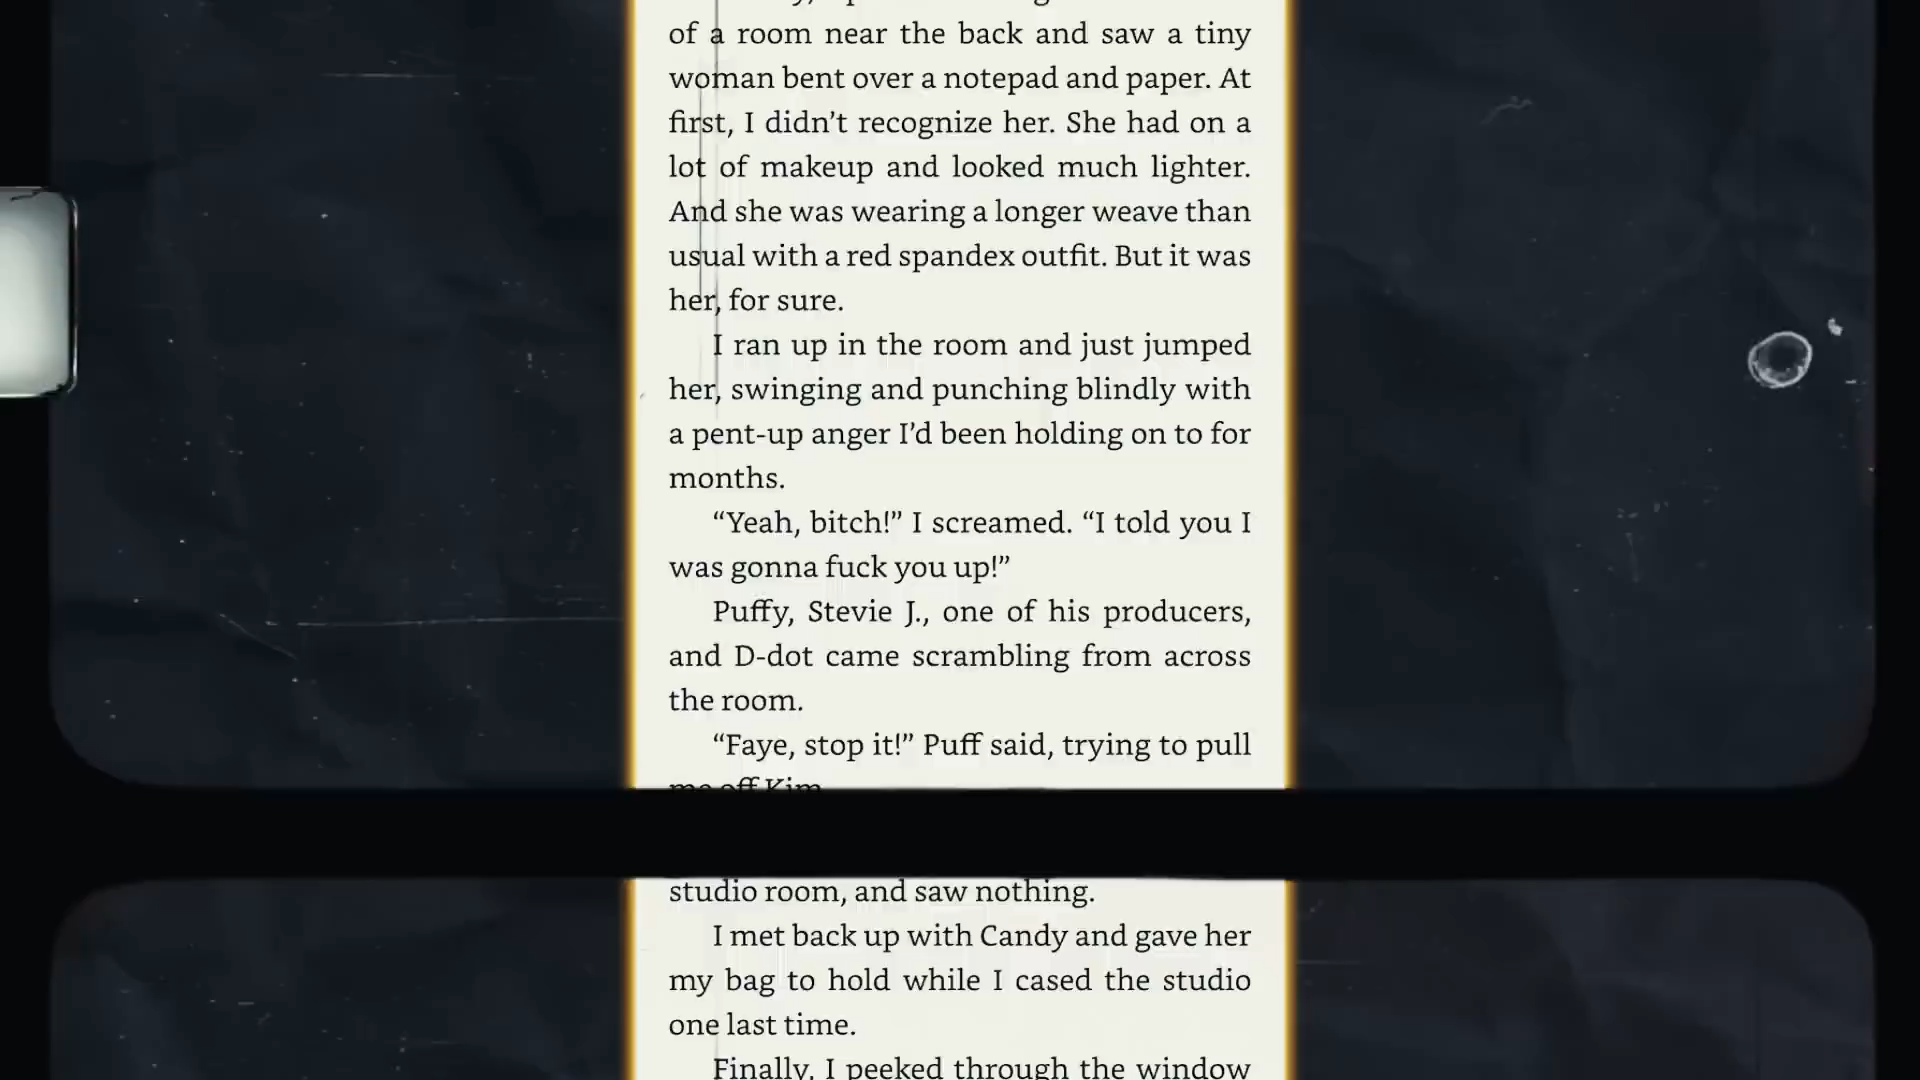 of a room near the back and saw a tiny
woman bent over a notepad and paper. At
first, I didn’t recognize her. She had on a
lot of makeup and looked much lighter.
And she was wearing a longer weave than
usual with a red spandex outfit. But it was
her, for sure.
I ran up in the room and just jumped
her, swinging and punching blindly with
a pent-up anger I’d been holding on to for
months.
“Yeah, bitch!” I screamed. “I told you I
was gonna fuck you up!”
Puffy, Stevie J., one of his producers,
and D-dot came scrambling from across
the room.
“Faye, stop it!” Puff said, trying to pull
me off Kim
studio room, and saw nothing.
I met back up with Candy and gave her
my bag to hold while I cased the studio
one last time.
Finally, I peeked through the window